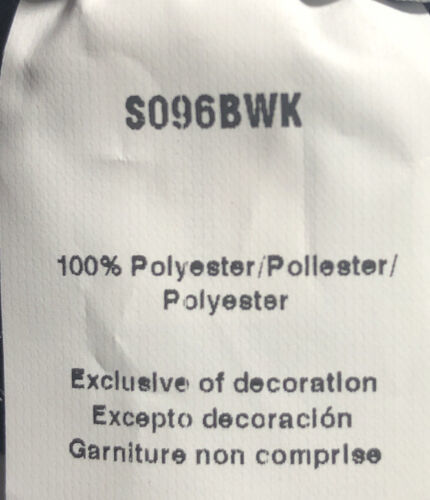 S096BWK
100% Polyester/Poliester/
Polyester
Exclusive of decoration
Excepto decoración
Garniture non comprise